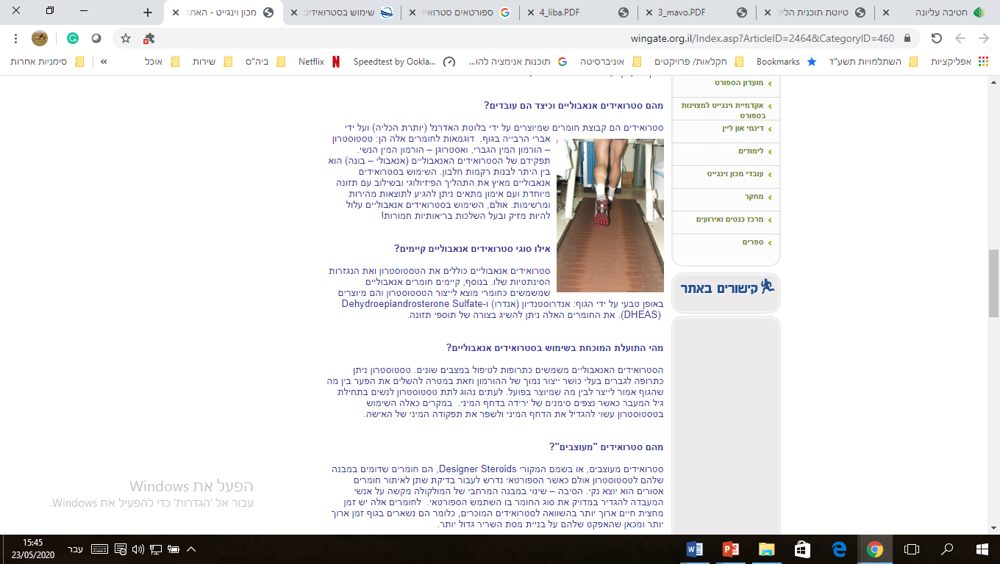 חטיבה עליונה
טיוטת תוכנית הלי
3_mavo.PDF
4_liba.PDF
ספורטאים סטרואיד
שימוש בסטרואידים
מכון וינגייט - האתר
wingate.org.il/Index.asp?ArticleID=2464&CategoryID=460
אפליקציות
השתלמויות תשע"ד
Bookmarks
חקלאות/ פרויקטים
אוניברסיטה
תוכנות אנימציה להו...
Speedtest by Ookla...
Netflix
ביה"ס
שירות
אוכל
»
סימניות אחרות
מועדון הספורט
אקדמיית וינגייט למצוינות
בספורט
דינמי און ליין
לימודים
עובדי מכון וינגייט
מחקר
מרכז כנסים ואירועים
ספרים
קישורים באתר
מהם סטרואידים אנאבוליים וכיצד הם עובדים?
סטרואידים הם קבוצת חומרים שמיוצרים על ידי בלוטת האדרנל (יותרת הכליה) ועל ידי
אברי הרבייה בגוף. דוגמאות לחומרים אלה הן: טסטוסטרון
– הורמון המין הגברי, ואסטרוגן – הורמון המין הנשי.
תפקידם של הסטרואידים האנאבוליים (אנאבולי – בונה) הוא
בין היתר לבנות רקמות חלבון. השימוש בסטרואידים
אנאבוליים מאיץ את התהליך הפיזיולוגי ובשילוב עם תזונה
מיוחדת ועם אימון מתאים ניתן להגיע לתוצאות מהירות
ומרשימות. אולם, השימוש בסטרואידים אנאבוליים עלול
להיות מזיק ובעל השלכות בריאותיות חמורות!
אילו סוגי סטרואידים אנאבוליים קיימים?
סטרואידים אנאבוליים כוללים את הטסטוסטרון ואת הנגזרות
הסינתטיות שלו. בנוסף, קיימים חומרים אנאבוליים
שמשמשים כחומרי מוצא לייצור הטסטוסטרון והם מיוצרים
באופן טבעי על ידי הגוף: אנדרוסטנדיון (אנדרו) ו-Dehydroepiandrosterone Sulfate
(DHEAS). את החומרים האלה ניתן להשיג בצורה של תוספי תזונה.
מהי התועלת המוכחת בשימוש בסטרואידים אנאבוליים?
הסטרואידים האנאבוליים משמשים כתרופות לטיפול במצבים שונים. טסטוסטרון ניתן
כתרופה לגברים בעלי כושר ייצור נמוך של ההורמון וזאת במטרה להשלים את הפער בין מה
שהגוף אמור לייצר לבין מה שמיוצר בפועל. לעתים נהוג לתת טסטוסטרון לנשים בתחילת
גיל המעבר כאשר נצפים סימנים של ירידה בדחף המיני. במקרים כאלה השימוש
בטסטוסטרון עשוי להגדיל את הדחף המיני ולשפר את תפקודה המיני של האישה.
מהם סטרואידים "מעוצבים"?
סטרואידים מעוצבים, או בשמם המקורי Designer Steroids, הם חומרים שדומים במבנה
שלהם לטסטוסטרון אולם כאשר הספורטאי נדרש לעבור בדיקת שתן לאיתור חומרים
אסורים הוא יוצא נקי. הסיבה – שינוי במבנה המרחבי של המולקולה מקשה על אנשי
המעבדה להגדיר במדויק את סוג החומר בו השתמש הספורטאי. לחומרים אלה יש זמן
מחצית חיים ארוך יותר בהשוואה לסטרואידים המוכרים, כלומר הם נשארים בגוף זמן ארוך
יותר ומכאן שהאפקט שלהם על בניית מסת השריר גדול יותר.
הפעל את Windows
עבור אל 'הגדרות' כדי להפעיל את Windows.
עבר
15:45
23/05/2020